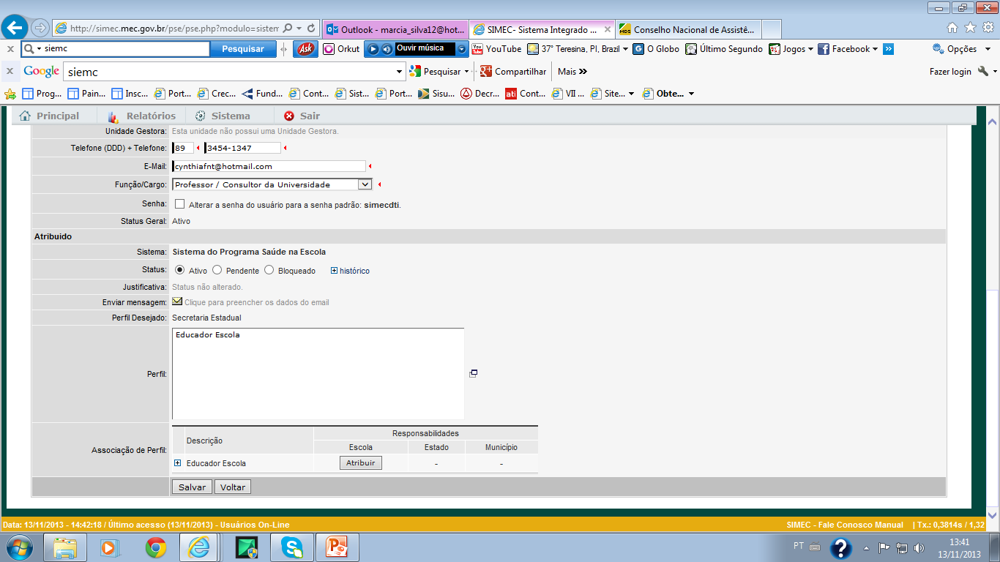 http://simec.mec.gov.br/pse/pse.php?modulo=sistem
Outlook - marcia_silva12@hot...
SIMEC- Sistema Integrado ...
Conselho Nacional de Assistê...
siemc
Pesquisar
Ask
Orkut
Ouvir música
YouTube
37° Teresina, PI, Brazil
O Globo
Último Segundo
Jogos
Facebook
Opções
Google
siemc
Pesquisar
Compartilhar
Mais
Fazer login
Prog...
Pain...
Insc...
Port...
Crec...
Fund...
Cont...
Sist...
Port...
Sisu...
Decr...
ati
Cont...
VII ...
Site...
Obte...
Principal
Relatórios
Sistema
Sair
Unidade Gestora: Esta unidade não possui uma Unidade Gestora.
Telefone (DDD) + Telefone: 89 3454-1347
E-Mail: cynthiafnt@hotmail.com
Função/Cargo: Professor / Consultor da Universidade
Senha: Alterar a senha do usuário para a senha padrão: simecdti.
Status Geral: Ativo
Atribuido
Sistema: Sistema do Programa Saúde na Escola
Status: Ativo Pendente Bloqueado histórico
Justificativa: Status não alterado.
Enviar mensagem: Clique para preencher os dados do email
Perfil Desejado: Secretaria Estadual
Educador Escola
Perfil:
Associação de Perfil:
Descrição
Responsabilidades
Escola Estado Município
Educador Escola Atribuir - -
Salvar Voltar
Data: 13/11/2013 - 14:42:18 / Último acesso (13/11/2013) - Usuários On-Line
SIMEC - Fale Conosco Manual | Tx.: 0,3814s / 1,32
PT
13:41
13/11/2013